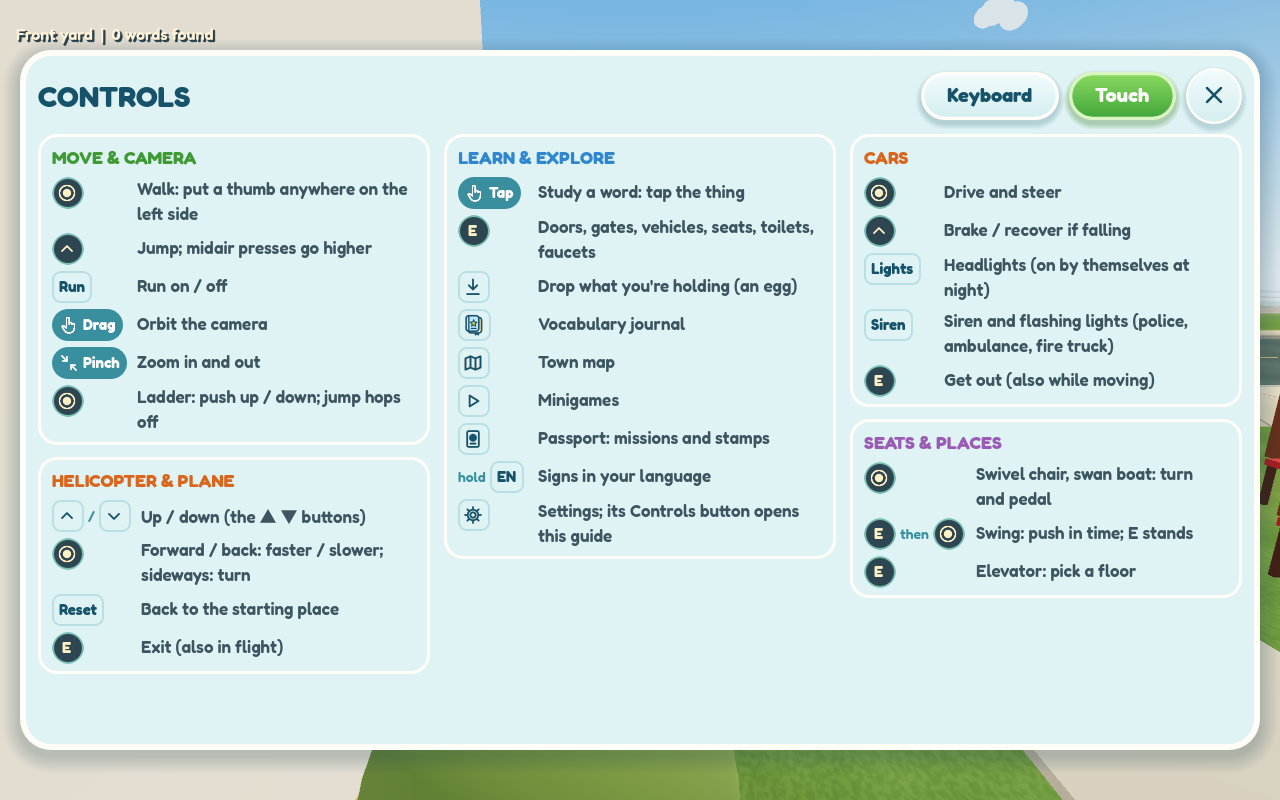 Front yard | 0 words found
CONTROLS
Keyboard
Touch
MOVE & CAMERA
Walk: put a thumb anywhere on the
left side
Jump; midair presses go higher
Run
Run on / off
Drag
Orbit the camera
Pinch
Zoom in and out
Ladder: push up / down; jump hops
off
HELICOPTER & PLANE
/
Up / down (the ▲ ▼ buttons)
Forward / back: faster / slower;
sideways: turn
Reset
Back to the starting place
E
Exit (also in flight)
LEARN & EXPLORE
Tap
Study a word: tap the thing
E
Doors, gates, vehicles, seats, toilets,
faucets
Drop what you're holding (an egg)
Vocabulary journal
Town map
Minigames
Passport: missions and stamps
hold EN
Signs in your language
Settings; its Controls button opens
this guide
CARS
Drive and steer
Brake / recover if falling
Lights
Headlights (on by themselves at
night)
Siren
Siren and flashing lights (police,
ambulance, fire truck)
E
Get out (also while moving)
SEATS & PLACES
Swivel chair, swan boat: turn
and pedal
E then
Swing: push in time; E stands
E
Elevator: pick a floor